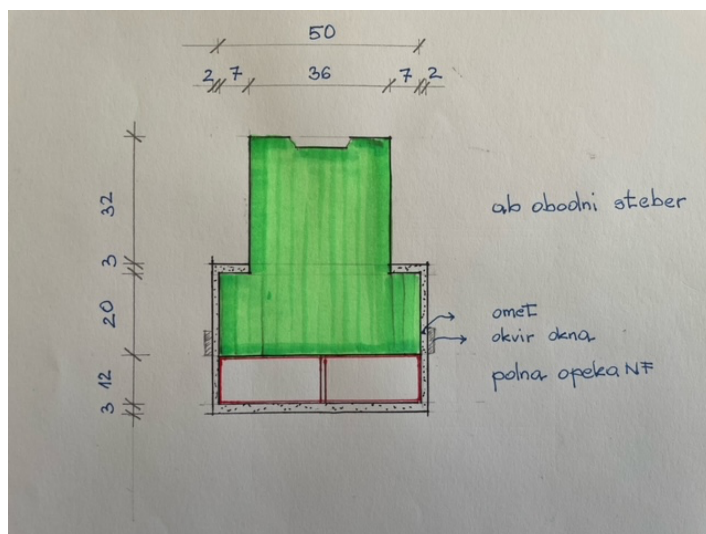 50
2 7 36 7 2
32
3
20
12
3
ab obodni steber
omet
okvir okna
polna opeka NF